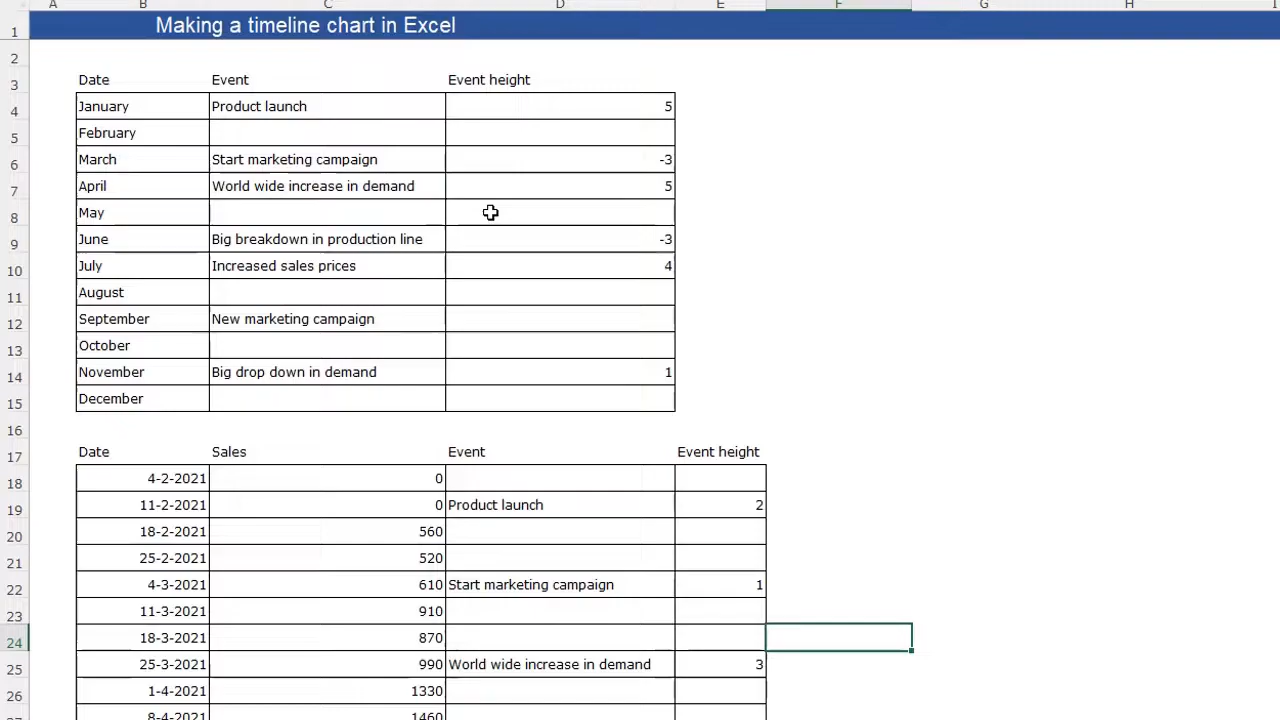 A B C D E F G H I
1 Making a timeline chart in Excel
2
3 Date Event Event height
4 January Product launch 5
5 February
6 March Start marketing campaign -3
7 April World wide increase in demand 5
8 May
9 June Big breakdown in production line -3
10 July Increased sales prices 4
11 August
12 September New marketing campaign
13 October
14 November Big drop down in demand 1
15 December
16
17 Date Sales Event Event height
18 4-2-2021 0
19 11-2-2021 0 Product launch 2
20 18-2-2021 560
21 25-2-2021 520
22 4-3-2021 610 Start marketing campaign 1
23 11-3-2021 910
24 18-3-2021 870
25 25-3-2021 990 World wide increase in demand 3
26 1-4-2021 1330
27 8-4-2021 1460